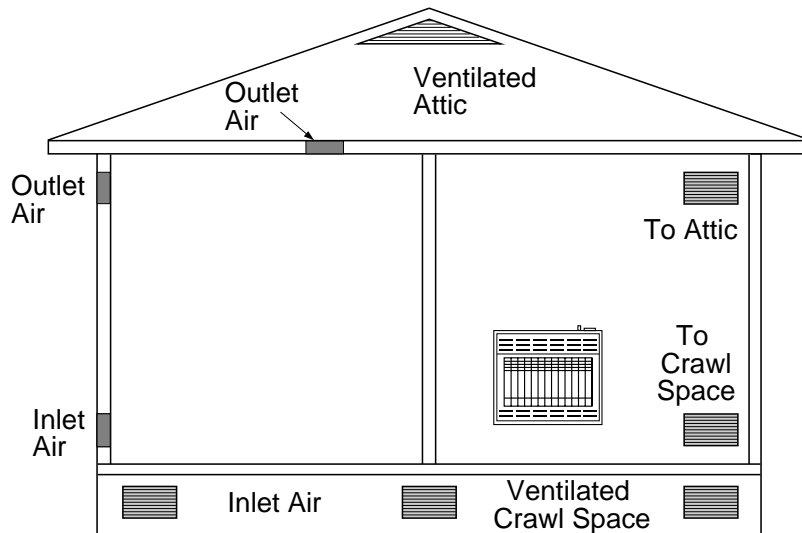 Ventilated
Attic
Outlet
Air
Outlet
Air
To Attic
To
Crawl
Space
Inlet
Air
Inlet Air
Ventilated
Crawl Space